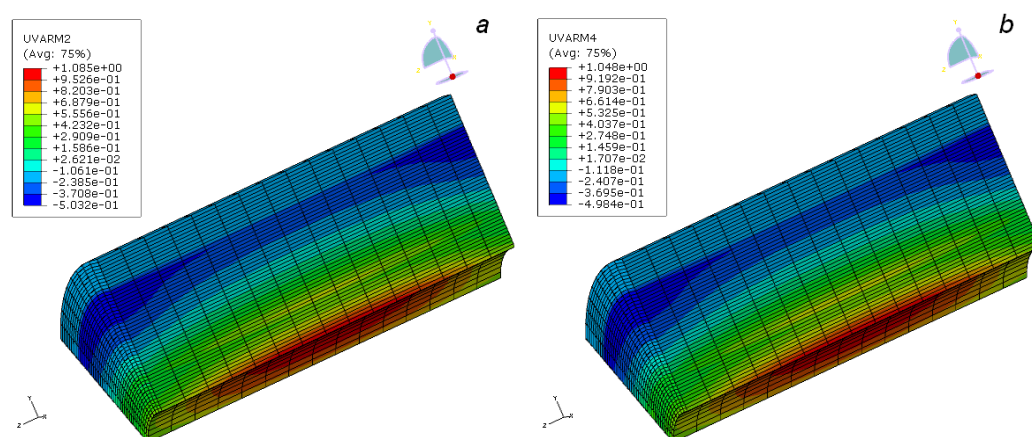 a
UVARM2
(Avg: 75%)
+1.085e+00
+9.526e-01
+8.203e-01
+6.879e-01
+5.556e-01
+4.232e-01
+2.909e-01
+1.586e-01
+2.621e-02
-1.061e-01
-2.385e-01
-3.708e-01
-5.032e-01
Y
X
Z
Y
Z
X
b
UVARM4
(Avg: 75%)
+1.048e+00
+9.192e-01
+7.903e-01
+6.614e-01
+5.325e-01
+4.037e-01
+2.748e-01
+1.459e-01
+1.707e-02
-1.118e-01
-2.407e-01
-3.695e-01
-4.984e-01
Y
X
Z
Y
Z
X